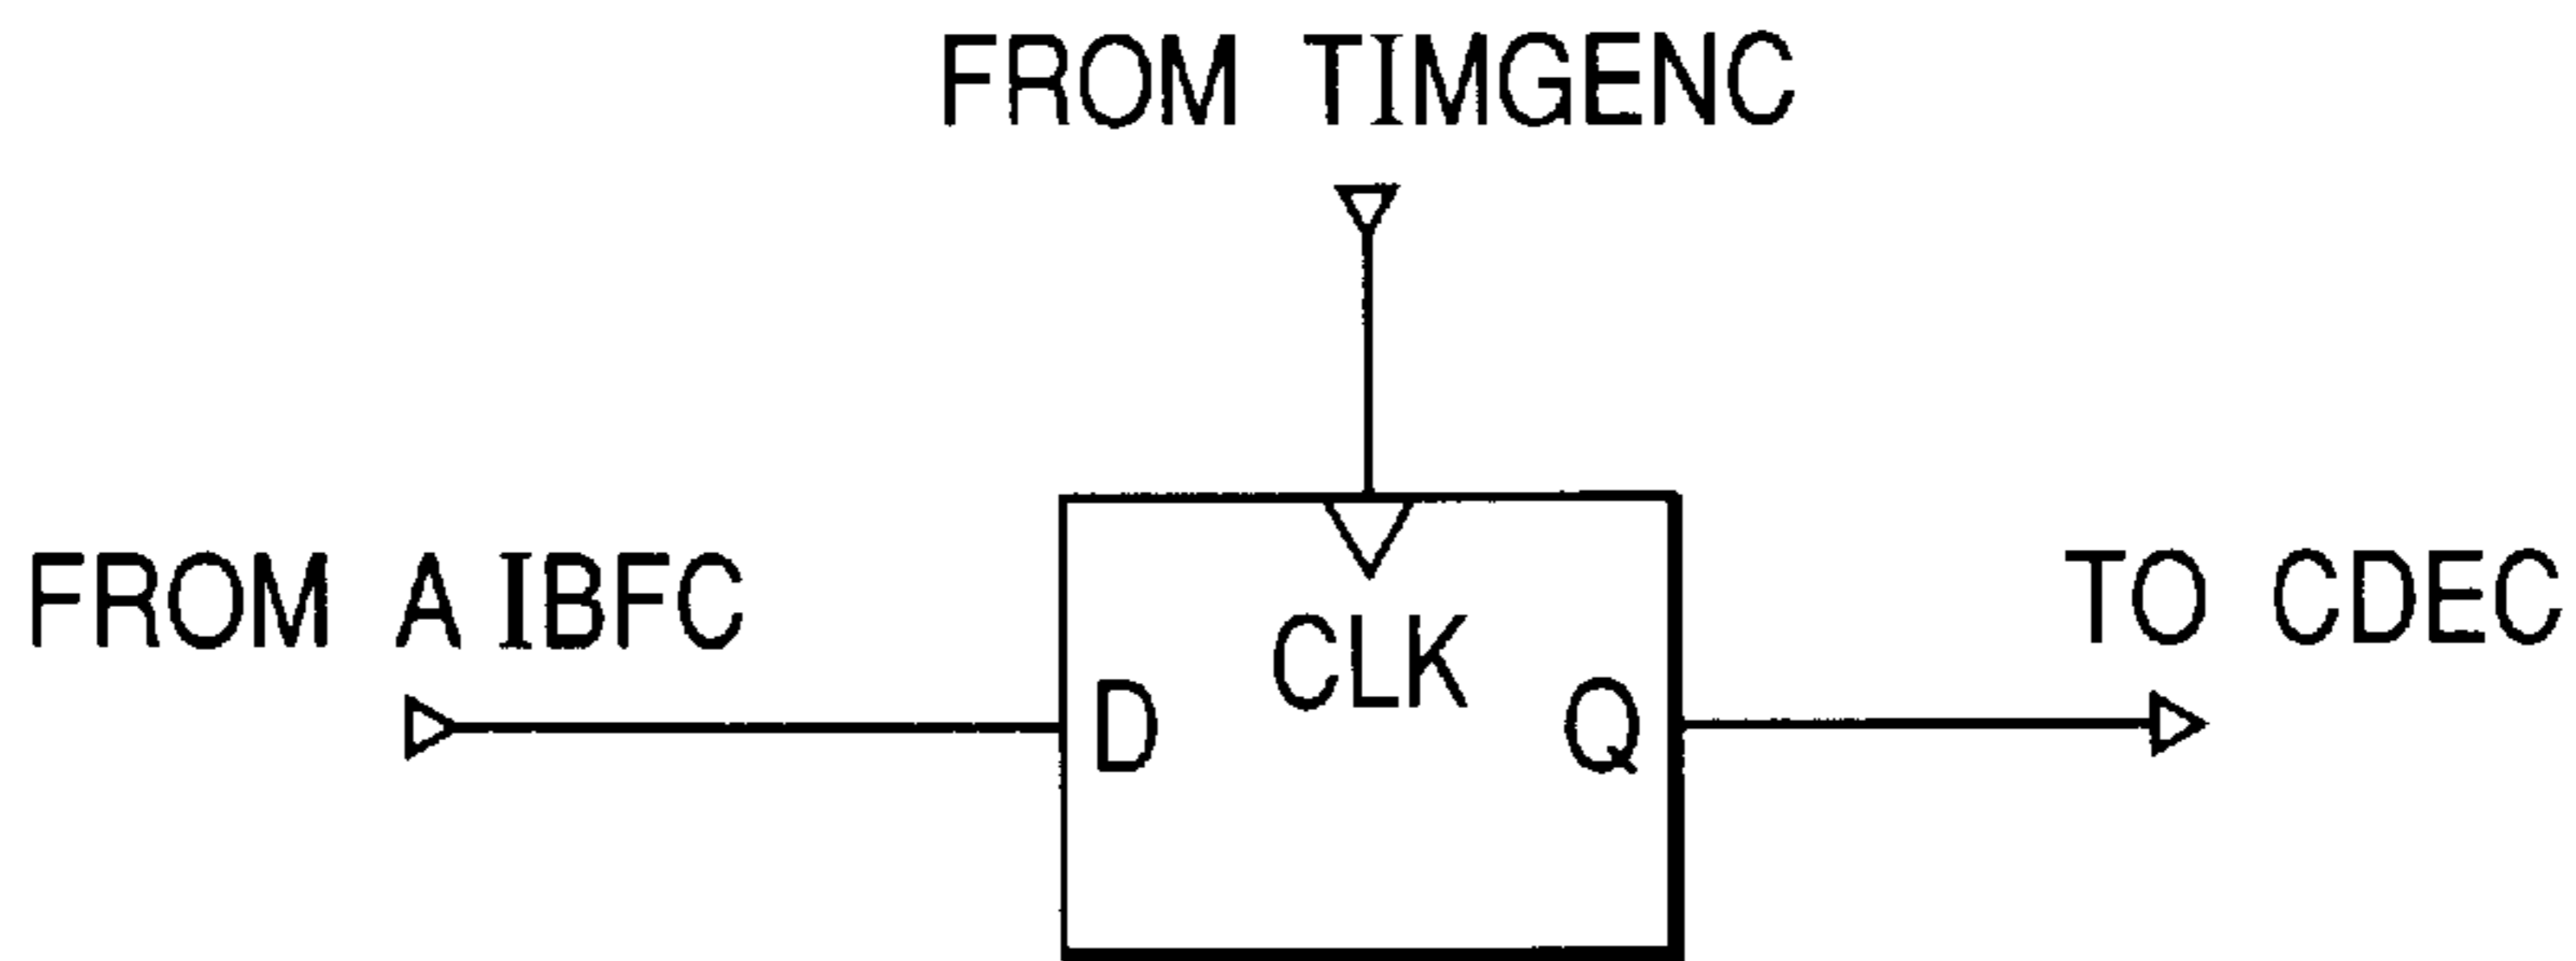 FROM TIMGENC
FROM A IBFC
TO CDEC
CLK
D
Q